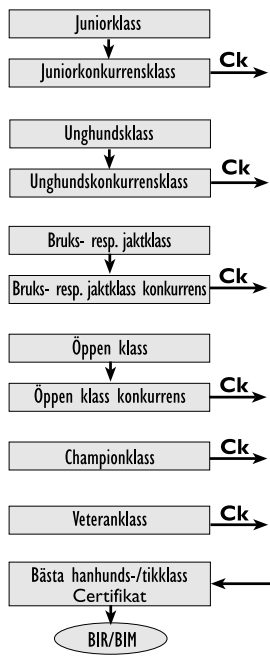 Juniorklass
Ck
Juniorkonkurrensklass
Unghundsklass
Ck
Unghundskonkurrensklass
Bruks- resp. jaktklass
Ck
Bruks- resp. jaktklass konkurrens
Öppen klass
Ck
Öppen klass konkurrens
Ck
Championklass
Ck
Veteranklass
Bästa hanhunds-/tikklass
Certifikat
BIR/BIM